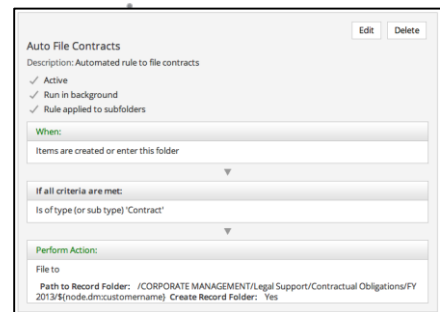 Edit Delete
Auto File Contracts
Description: Automated rule to file contracts
Active
Run in background
Rule applied to subfolders
When:
Items are created or enter this folder
If all criteria are met:
Is of type (or sub type) 'Contract'
Perform Action:
File to
Path to Record Folder: /CORPORATE MANAGEMENT/Legal Support/Contractual Obligations/FY
2013/${node.dm:customername} Create Record Folder: Yes